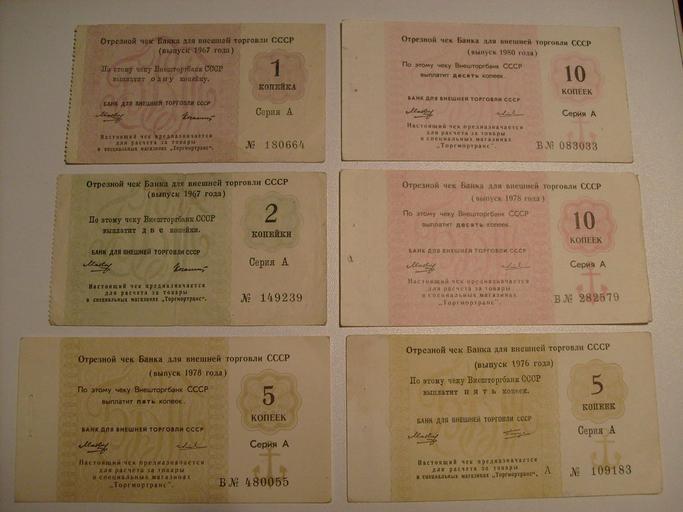 Отрезной чек Банка для внешней торговли СССР
(выпуск 1967 года)
По этому чеку Внешторгбанк СССР
выплатит одну копейку.
1
КОПЕЙКА
БАНК ДЛЯ ВНЕШНЕЙ ТОРГОВЛИ СССР
Серия А
Настоящий чек предназначается
для расчета за товары
в специальных магазинах "Торгмортранс".
№ 180664
Отрезной чек Банка для внешней торговли СССР
(выпуск 1980 года)
По этому чеку Внешторгбанк СССР
выплатит десять копеек.
10
КОПЕЕК
БАНК ДЛЯ ВНЕШНЕЙ ТОРГОВЛИ СССР
Серия А
Настоящий чек предназначается
для расчета за товары
в специальных магазинах
„Торгмортранс".
В № 083033
Отрезной чек Банка для внешней торговли СССР
(выпуск 1967 года)
По этому чеку Внешторгбанк СССР
выплатит две копейки.
2
КОПЕЙКИ
БАНК ДЛЯ ВНЕШНЕЙ ТОРГОВЛИ СССР
Серия А
Настоящий чек предназначается
для расчета за товары
в специальных магазинах „Торгмортранс".
№ 149239
Отрезной чек Банка для внешней торговли СССР
(выпуск 1978 года)
По этому чеку Внешторгбанк СССР
выплатит десять копеек.
10
КОПЕЕК
БАНК ДЛЯ ВНЕШНЕЙ ТОРГОВЛИ СССР
Серия А
Настоящий чек предназначается
для расчета за товары
в специальных магазинах
„Торгмортранс".
В № 282579
Отрезной чек Банка для внешней торговли СССР
(выпуск 1978 года)
По этому чеку Внешторгбанк СССР
выплатит пять копеек.
5
КОПЕЕК
БАНК ДЛЯ ВНЕШНЕЙ ТОРГОВЛИ СССР
Серия А
Настоящий чек предназначается
для расчета за товары
в специальных магазинах
„Торгмортранс".
В № 480055
Отрезной чек Банка для внешней торговли СССР
(выпуск 1976 года)
По этому чеку Внешторгбанк СССР
выплатит пять копеек.
5
КОПЕЕК
БАНК ДЛЯ ВНЕШНЕЙ ТОРГОВЛИ СССР
Серия А
Настоящий чек предназначается
для расчета за товары
в специальных магазинах
„Торгмортранс".
А № 109183